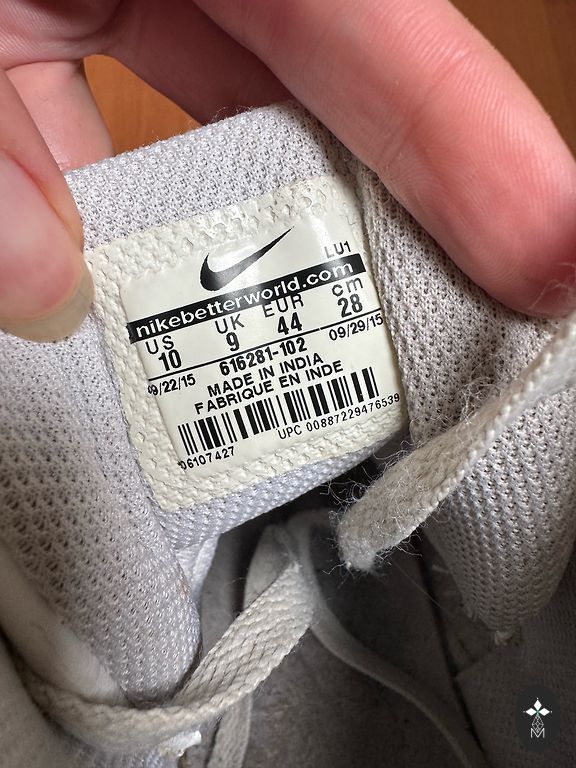 LU1
nikebetterworld.com
US UK EUR cm
10 9 44 28
09/22/15 616281-102 09/29/15
MADE IN INDIA
FABRIQUE EN INDE
*06107427 UPC 00887229476539
M